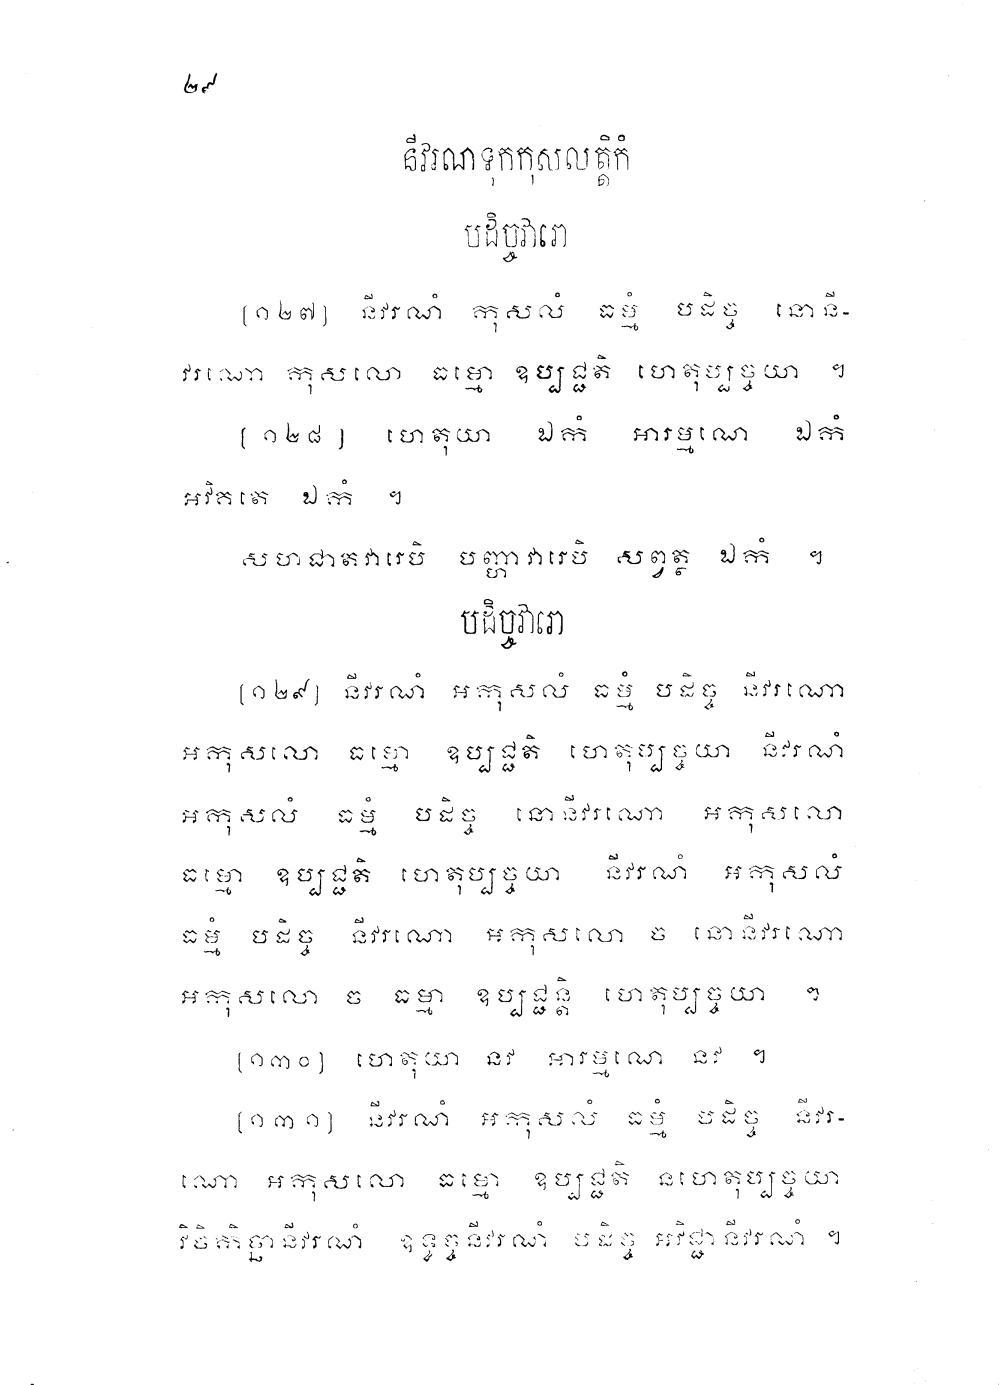 ២៩
នីវរណទុកកុសលត្តិកំ
បដិច្ចវារោ
[១២៧] នីវរណំ កុសលំ ធម្មំ បដិច្ច នោនី-
វរណោ កុសលោ ធម្មោ ឧប្បជ្ជតិ ហេតុប្បច្ចយា ។
[១២៨] ហេតុយា ឯកំ អារម្មណេ ឯកំ
អវិគតេ ឯកំ ។
សហជាតវារេបិ បញ្ហាវារេបិ សព្វត្ថ ឯកំ ។
បដិច្ចវារោ
[១២៩] នីវរណំ អកុសលំ ធម្មំ បដិច្ច នីវរណោ
អកុសលោ ធម្មោ ឧប្បជ្ជតិ ហេតុប្បច្ចយា នីវរណំ
អកុសលំ ធម្មំ បដិច្ច នោនីវរណោ អកុសលោ
ធម្មោ ឧប្បជ្ជតិ ហេតុប្បច្ចយា នីវរណំ អកុសលំ
ធម្មំ បដិច្ច នីវរណោ អកុសលោ ច នោនីវរណោ
អកុសលោ ច ធម្មា ឧប្បជ្ជន្តិ ហេតុប្បច្ចយា ។
[១៣០] ហេតុយា នវ អារម្មណេ នវ ។
[១៣១] នីវរណំ អកុសលំ ធម្មំ បដិច្ច នីវរ-
ណោ អកុសលោ ធម្មោ ឧប្បជ្ជតិ នហេតុប្បច្ចយា
វិចិកិច្ឆានីវរណំ ឧទ្ធច្ចនីវរណំ បដិច្ច អវិជ្ជានីវរណំ ។